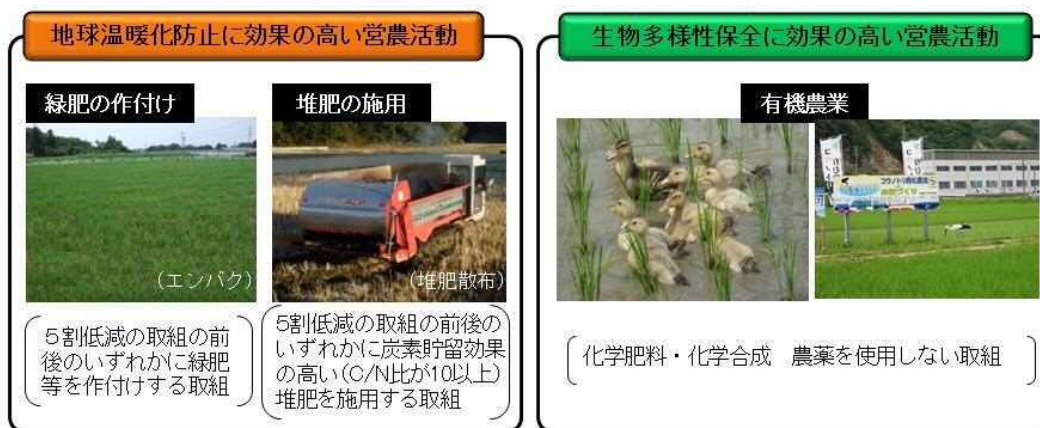 地球温暖化防止に効果の高い営農活動
緑肥の作付け
堆肥の施用
(エンバク)
(堆肥散布)
5割低減の取組の前
後のいずれかに緑肥
等を作付けする取組
5割低減の取組の前後の
いずれかに炭素貯留効果
の高い(C/N比が10以上)
堆肥を施用する取組
生物多様性保全に効果の高い営農活動
有機農業
化学肥料・化学合成　農薬を使用しない取組